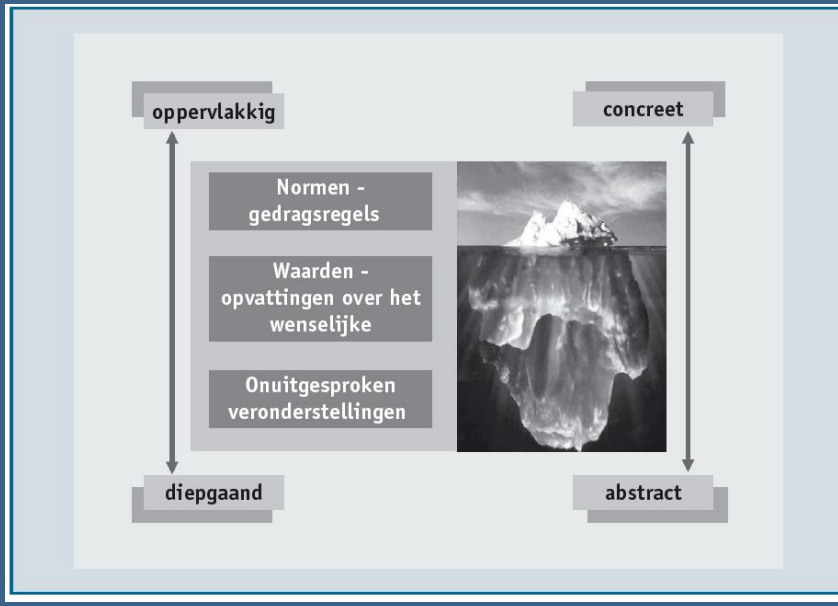 oppervlakkig
concreet
Normen -
gedragsregels
Waarden -
opvattingen over het
wenselijke
Onuitgesproken
veronderstellingen
diepgaand
abstract